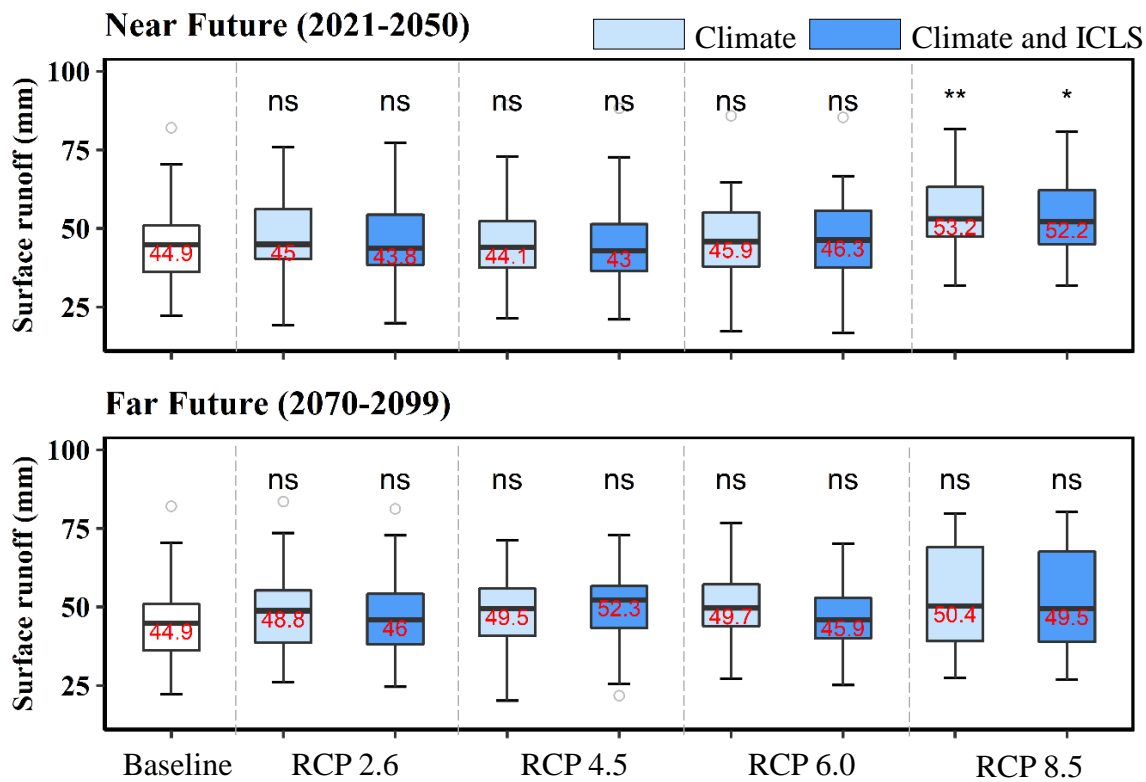 Near Future (2021-2050)
Climate
Climate and ICLS
Surface runoff (mm)
100
75
50
25
ns
ns
ns
ns
ns
ns
**
*
44.9
45
43.8
44.1
43
45.9
46.3
53.2
52.2
Far Future (2070-2099)
Surface runoff (mm)
100
75
50
25
ns
ns
ns
ns
ns
ns
ns
ns
44.9
48.8
46
49.5
52.3
49.7
45.9
50.4
49.5
Baseline
RCP 2.6
RCP 4.5
RCP 6.0
RCP 8.5